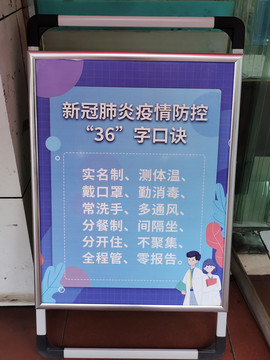 新冠肺炎疫情防控
“36”字口诀
实名制、测体温、
戴口罩、勤消毒、
常洗手、多通风、
分餐制、间隔坐、
分开住、不聚集、
全程管、零报告。